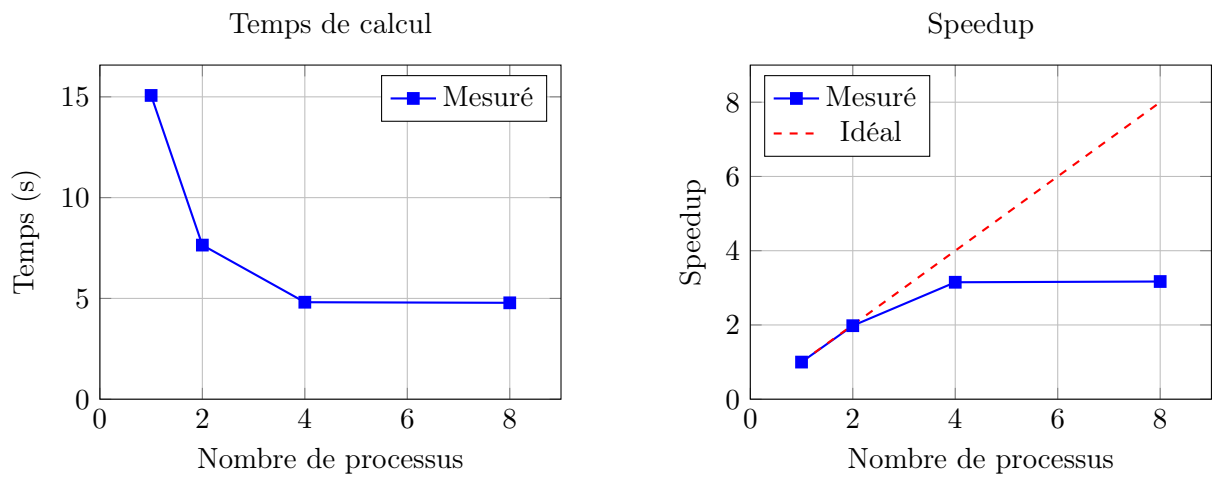 Temps de calcul
Mesuré
15
10
5
0
0 2 4 6 8
Temps (s)
Nombre de processus
Speedup
Mesuré
Idéal
8
6
4
2
0
0 2 4 6 8
Speedup
Nombre de processus